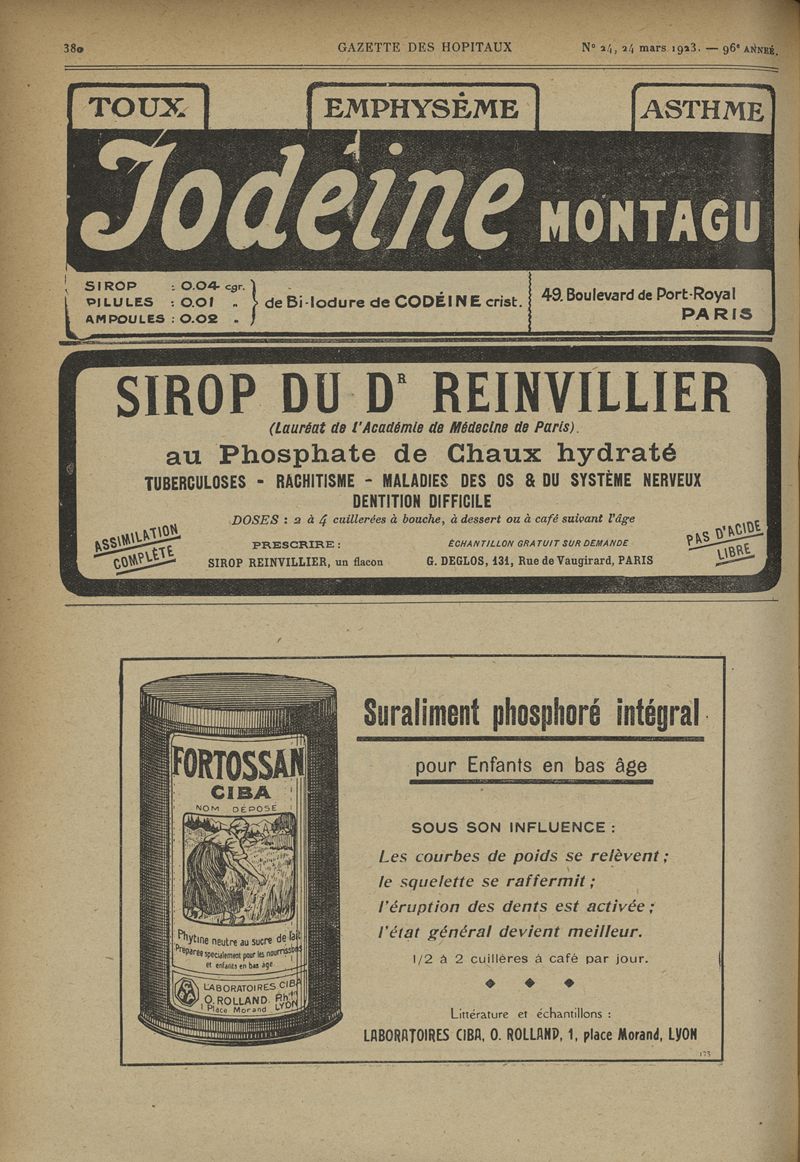 380 GAZETTE DES HOPITAUX N° 24, 24 mars 1923. — 96e ANNEÉ.
TOUX EMPHYSÈME ASTHME
Iodéine MONTAGU
SIROP : 0.04 cgr.
PILULES : 0.01 „
AMPOULES : 0.02 „
de Bi-Iodure de CODÉINE crist.
49, Boulevard de Port-Royal
PARIS
SIROP DU DR REINVILLIER
(Lauréat de l'Académie de Médecine de Paris).
au Phosphate de Chaux hydraté
TUBERCULOSES - RACHITISME - MALADIES DES OS & DU SYSTÈME NERVEUX
DENTITION DIFFICILE
DOSES : 2 à 4 cuillerées à bouche, à dessert ou à café suivant l'âge
ASSIMILATION
COMPLÈTE
PRESCRIRE :
SIROP REINVILLIER, un flacon
ÉCHANTILLON GRATUIT SUR DEMANDE
G. DEGLOS, 131, Rue de Vaugirard, PARIS
PAS D'ACIDE
LIBRE
FORTOSSAN
CIBA
NOM DÉPOSÉ
Phytine neutre au sucre de lait
Préparée spécialement pour les nourrissons
et enfants en bas âge
LABORATOIRES CIBA
O. ROLLAND Ph.en
1 Place Morand LYON
Suraliment phosphoré intégral
pour Enfants en bas âge
SOUS SON INFLUENCE :
Les courbes de poids se relèvent ;
le squelette se raffermit ;
l'éruption des dents est activée ;
l'état général devient meilleur.
1/2 à 2 cuillères à café par jour.
Littérature et échantillons :
LABORATOIRES CIBA, O. ROLLAND, 1, place Morand, LYON
173